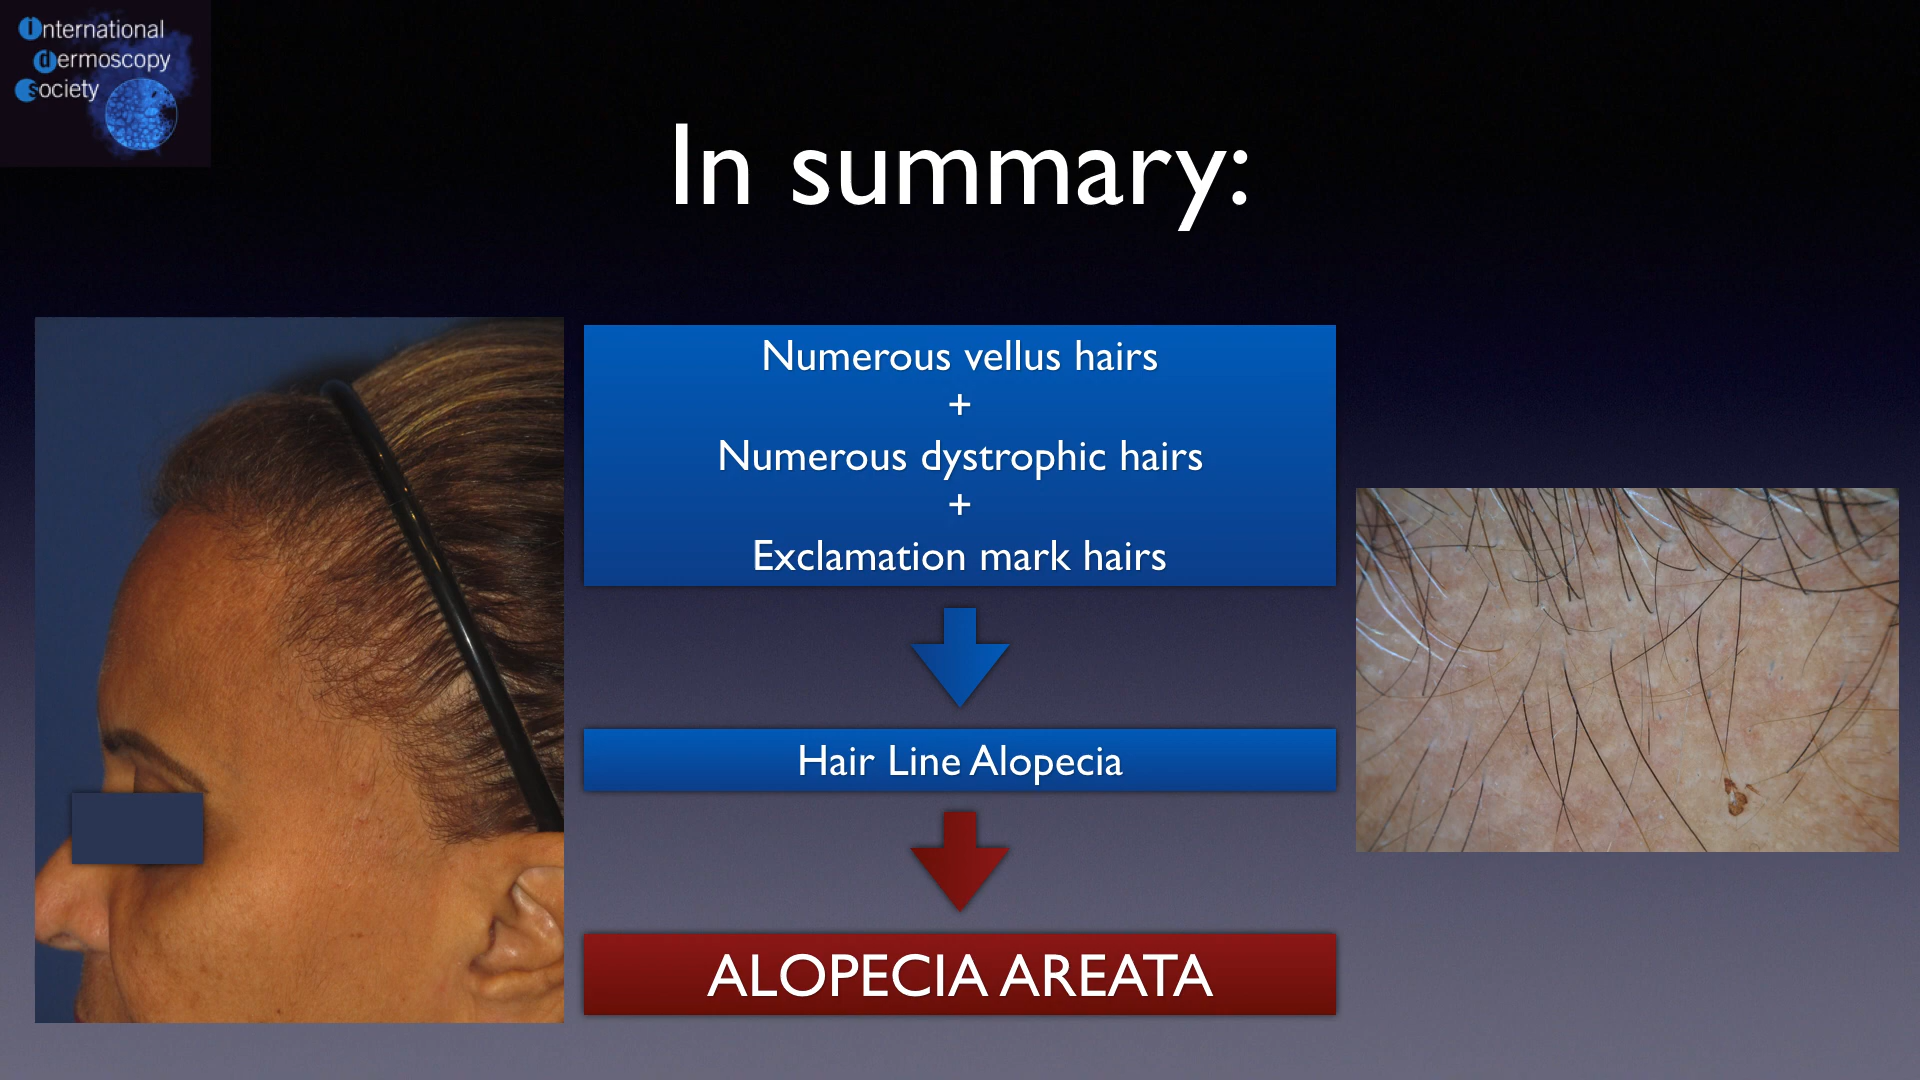 International
dermoscopy
Society
In summary:
Numerous vellus hairs
+
Numerous dystrophic hairs
+
Exclamation mark hairs
Hair Line Alopecia
ALOPECIA AREATA